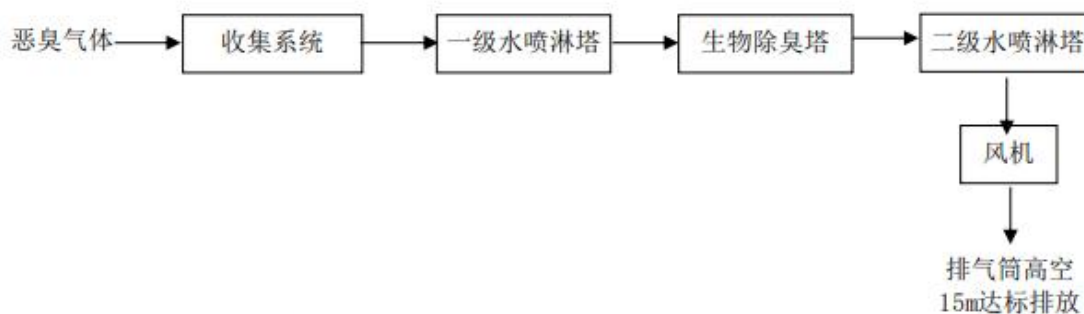 恶臭气体
收集系统
一级水喷淋塔
生物除臭塔
二级水喷淋塔
风机
排气筒高空
15m达标排放